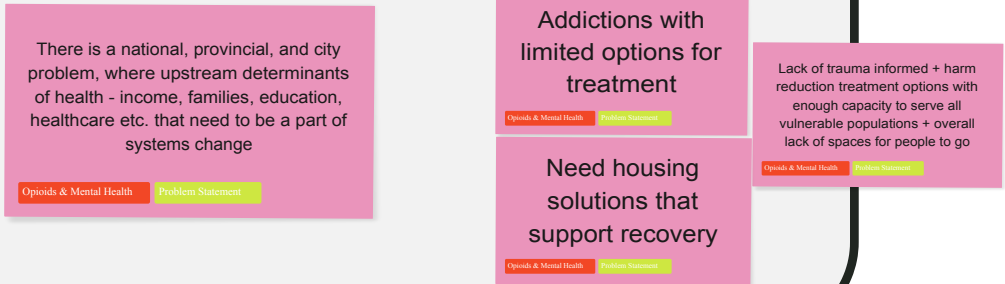 There is a national, provincial, and city
problem, where upstream determinants
of health - income, families, education,
healthcare etc. that need to be a part of
systems change
Opioids & Mental Health
Problem Statement
Addictions with
limited options for
treatment
Opioids & Mental Health
Problem Statement
Need housing
solutions that
support recovery
Opioids & Mental Health
Problem Statement
Lack of trauma informed + harm
reduction treatment options with
enough capacity to serve all
vulnerable populations + overall
lack of spaces for people to go
Opioids & Mental Health
Problem Statement